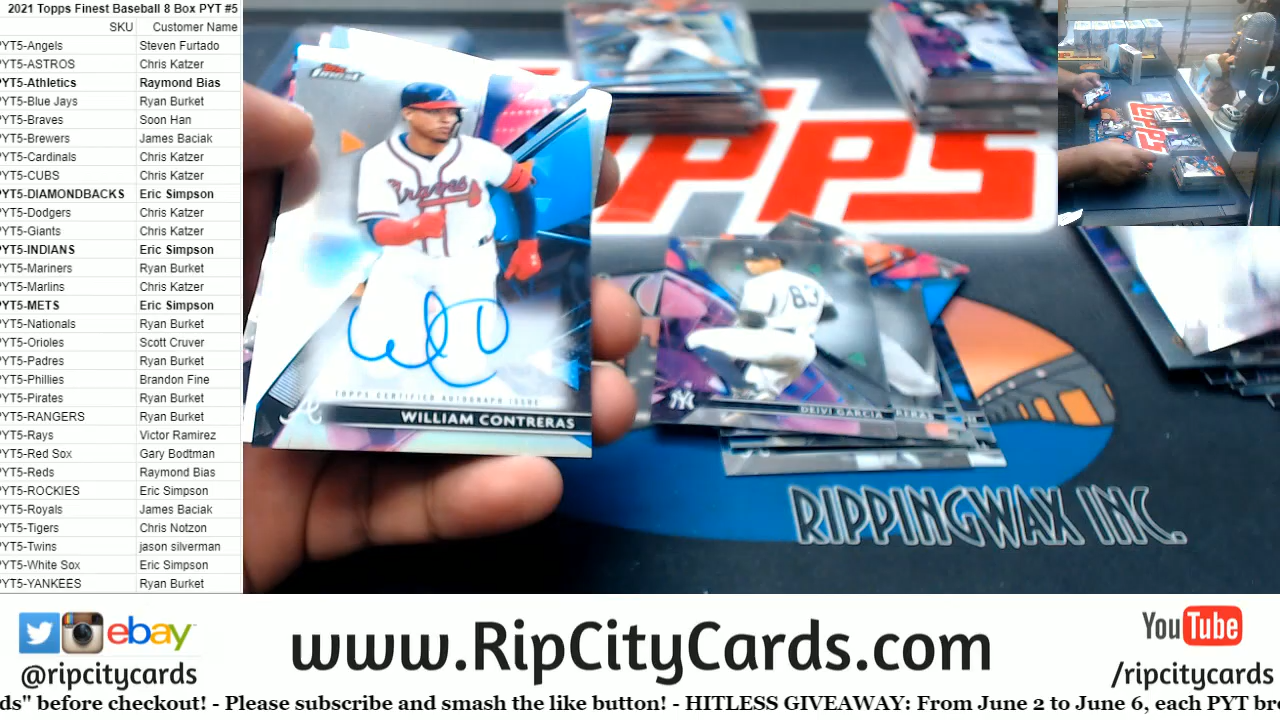 2021 Topps Finest Baseball 8 Box PYT #5
SKU Customer Name
PYT5-Angels Steven Furtado
PYT5-ASTROS Chris Katzer
PYT5-Athletics Raymond Bias
PYT5-Blue Jays Ryan Burket
PYT5-Braves Soon Han
PYT5-Brewers James Baciak
PYT5-Cardinals Chris Katzer
PYT5-CUBS Chris Katzer
PYT5-DIAMONDBACKS Eric Simpson
PYT5-Dodgers Chris Katzer
PYT5-Giants Chris Katzer
PYT5-INDIANS Eric Simpson
PYT5-Mariners Ryan Burket
PYT5-Marlins Chris Katzer
PYT5-METS Eric Simpson
PYT5-Nationals Ryan Burket
PYT5-Orioles Scott Cruver
PYT5-Padres Ryan Burket
PYT5-Phillies Brandon Fine
PYT5-Pirates Ryan Burket
PYT5-RANGERS Ryan Burket
PYT5-Rays Victor Ramirez
PYT5-Red Sox Gary Bodtman
PYT5-Reds Raymond Bias
PYT5-ROCKIES Eric Simpson
PYT5-Royals James Baciak
PYT5-Tigers Chris Notzon
PYT5-Twins jason silverman
PYT5-White Sox Eric Simpson
PYT5-YANKEES Ryan Burket
Topps
Finest
Braves
TOPPS CERTIFIED AUTOGRAPH ISSUE
WILLIAM CONTRERAS
TOPPS
83
NY
DEIVI GARCIA
RIPPINGWAX INC.
ebay
@ripcitycards
www.RipCityCards.com
YouTube
/ripcitycards
ds" before checkout! - Please subscribe and smash the like button! - HITLESS GIVEAWAY: From June 2 to June 6, each PYT bre